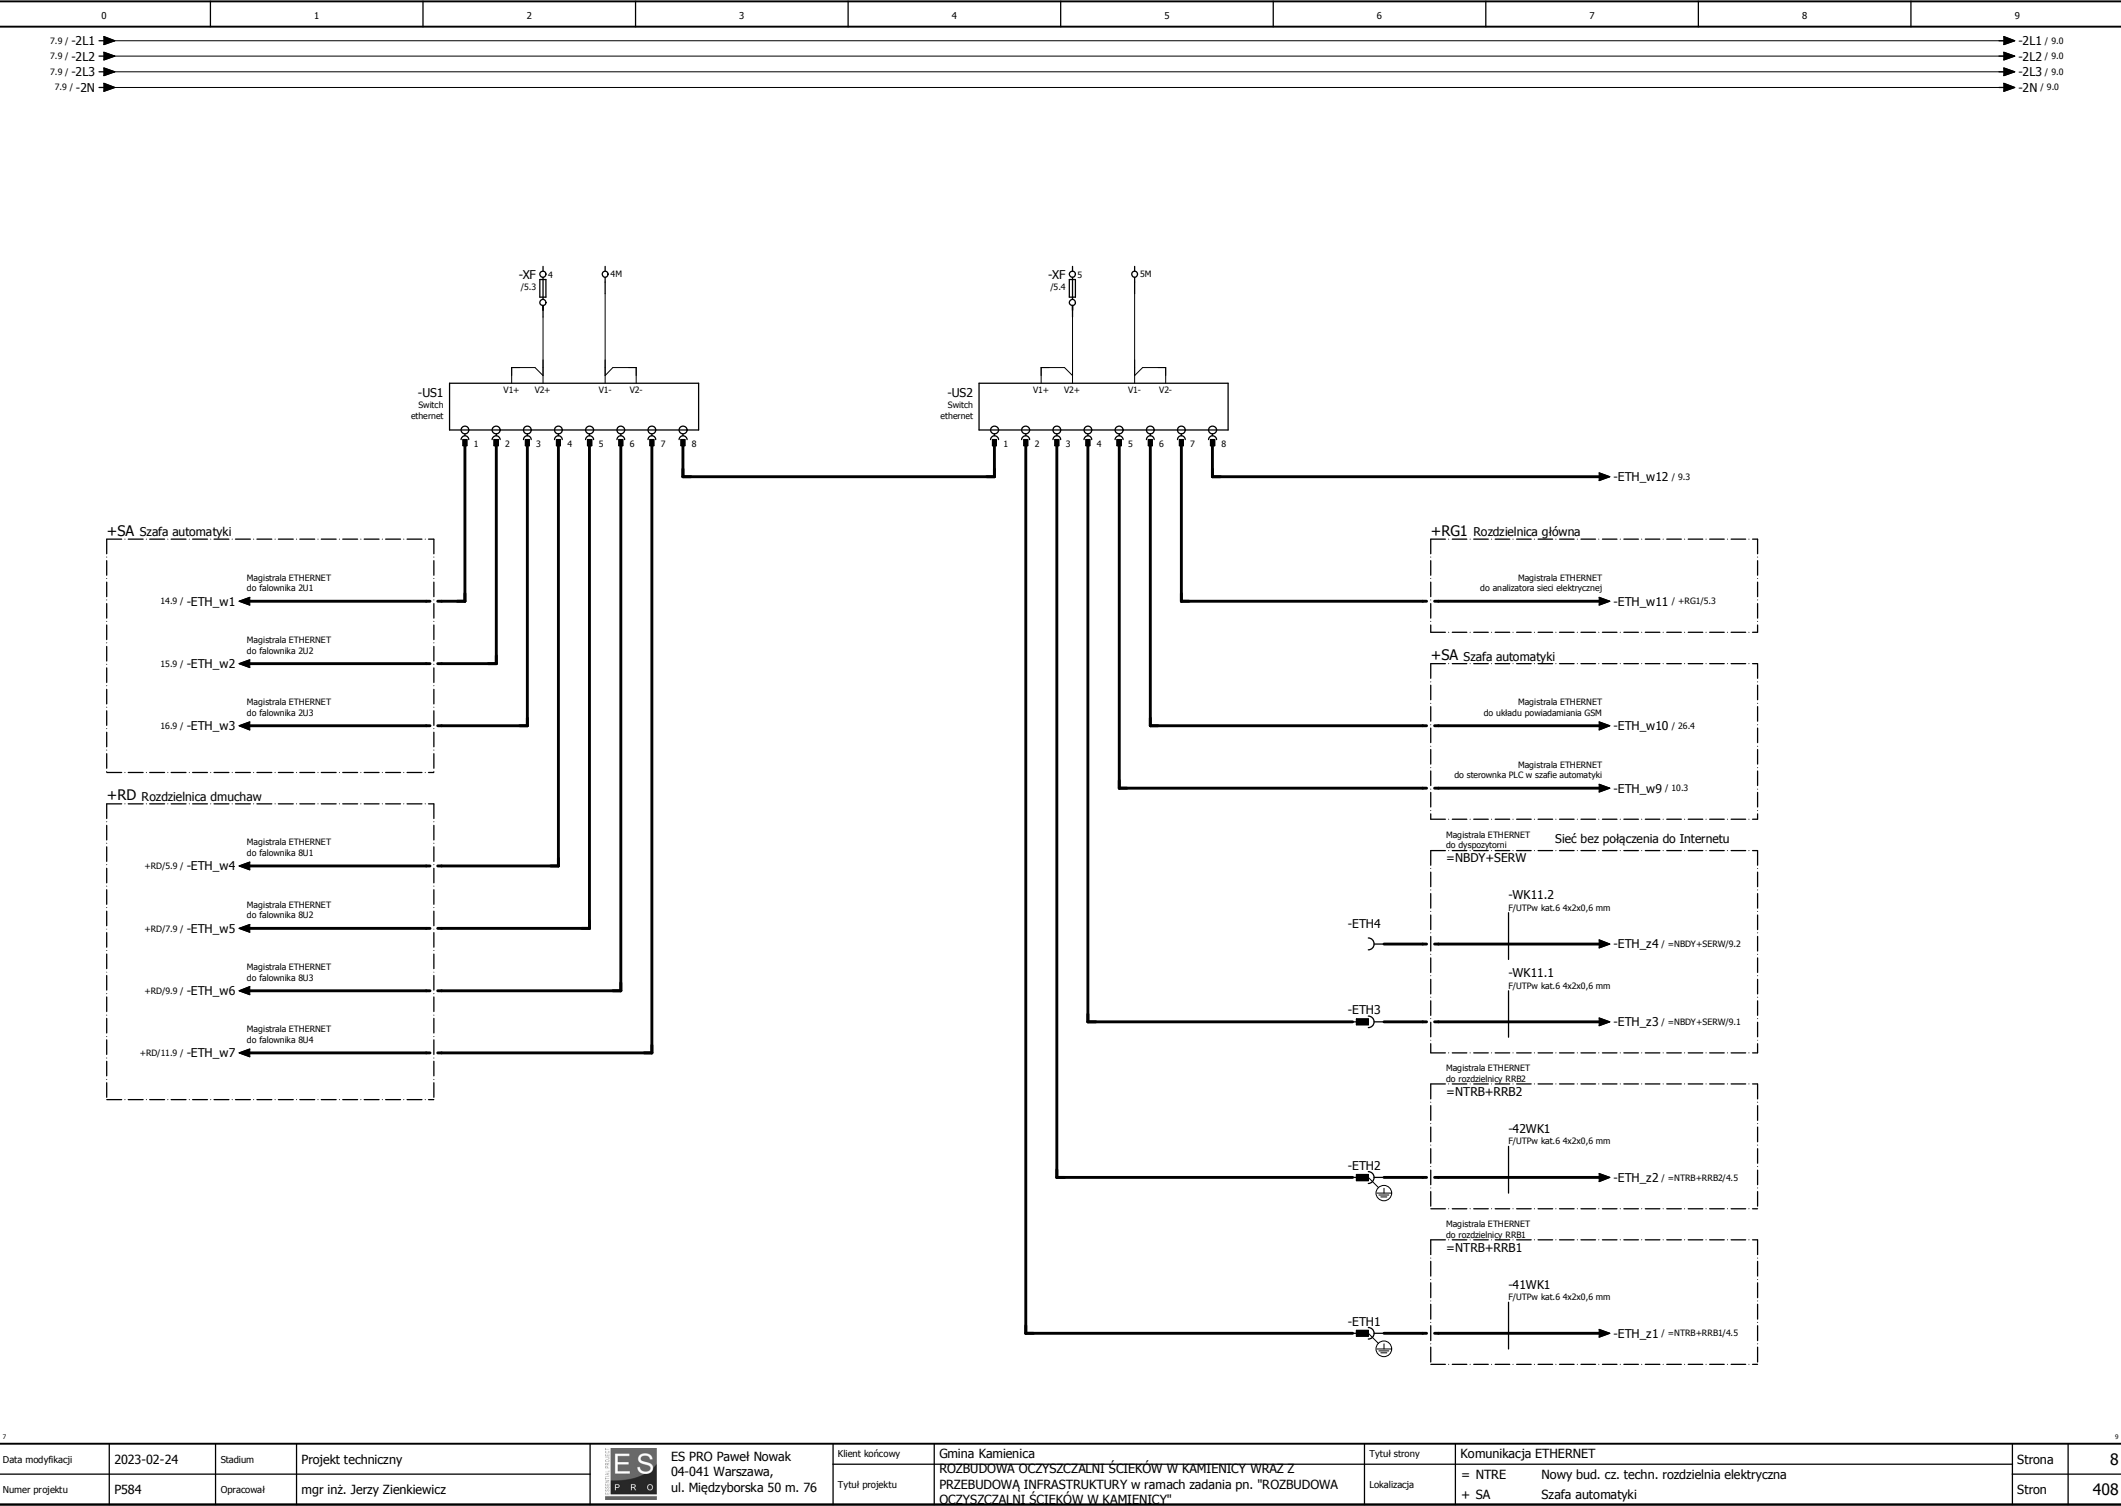 0 1 2 3 4 5 6 7 8 9
7.9 / -2L1 -2L1 / 9.0
7.9 / -2L2 -2L2 / 9.0
7.9 / -2L3 -2L3 / 9.0
7.9 / -2N -2N / 9.0
-XF 4 4M
/5.3
-XF 5 5M
/5.4
-US1 V1+ V2+ V1- V2-
Switch
ethernet
1 2 3 4 5 6 7 8
-US2 V1+ V2+ V1- V2-
Switch
ethernet
1 2 3 4 5 6 7 8
-ETH_w12 / 9.3
+SA Szafa automatyki
Magistrala ETHERNET
do falownika 2U1
14.9 / -ETH_w1
Magistrala ETHERNET
do falownika 2U2
15.9 / -ETH_w2
Magistrala ETHERNET
do falownika 2U3
16.9 / -ETH_w3
+RD Rozdzielnica dmuchaw
Magistrala ETHERNET
do falownika 8U1
+RD/5.9 / -ETH_w4
Magistrala ETHERNET
do falownika 8U2
+RD/7.9 / -ETH_w5
Magistrala ETHERNET
do falownika 8U3
+RD/9.9 / -ETH_w6
Magistrala ETHERNET
do falownika 8U4
+RD/11.9 / -ETH_w7
+RG1 Rozdzielnica główna
Magistrala ETHERNET
do analizatora sieci elektrycznej
-ETH_w11 / +RG1/5.3
+SA Szafa automatyki
Magistrala ETHERNET
do układu powiadamiania GSM
-ETH_w10 / 26.4
Magistrala ETHERNET
do sterownka PLC w szafie automatyki
-ETH_w9 / 10.3
Magistrala ETHERNET Sieć bez połączenia do Internetu
do dyspozytorni
=NBDY+SERW
-WK11.2
F/UTPw kat.6 4x2x0,6 mm
-ETH4
-ETH_z4 / =NBDY+SERW/9.2
-WK11.1
F/UTPw kat.6 4x2x0,6 mm
-ETH3
-ETH_z3 / =NBDY+SERW/9.1
Magistrala ETHERNET
do rozdzielnicy RRB2
=NTRB+RRB2
-42WK1
F/UTPw kat.6 4x2x0,6 mm
-ETH2
-ETH_z2 / =NTRB+RRB2/4.5
Magistrala ETHERNET
do rozdzielnicy RRB1
=NTRB+RRB1
-41WK1
F/UTPw kat.6 4x2x0,6 mm
-ETH1
-ETH_z1 / =NTRB+RRB1/4.5
7 9
Data modyfikacji 2023-02-24 Stadium Projekt techniczny
Numer projektu P584 Opracował mgr inż. Jerzy Zienkiewicz
ES
PRO
ES PRO Paweł Nowak
04-041 Warszawa,
ul. Międzyborska 50 m. 76
Klient końcowy Gmina Kamienica
Tytuł projektu
ROZBUDOWA OCZYSZCZALNI ŚCIEKÓW W KAMIENICY WRAZ Z
PRZEBUDOWĄ INFRASTRUKTURY w ramach zadania pn. "ROZBUDOWA
OCZYSZCZALNI ŚCIEKÓW W KAMIENICY"
Tytuł strony Komunikacja ETHERNET
Lokalizacja
= NTRE Nowy bud. cz. techn. rozdzielnia elektryczna
+ SA Szafa automatyki
Strona 8
Stron 408